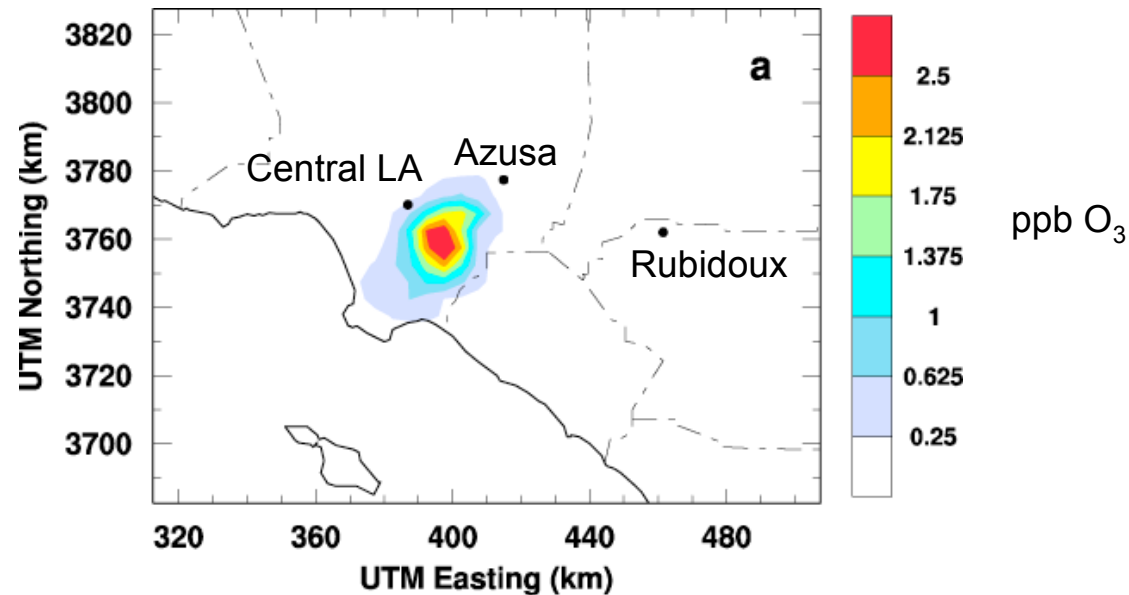 UTM Northing (km)
3820
3800
3780
3760
3740
3720
3700
a
Central LA
Azusa
Rubidoux
320 360 400 440 480
UTM Easting (km)
2.5
2.125
1.75
1.375
1
0.625
0.25
ppb O₃